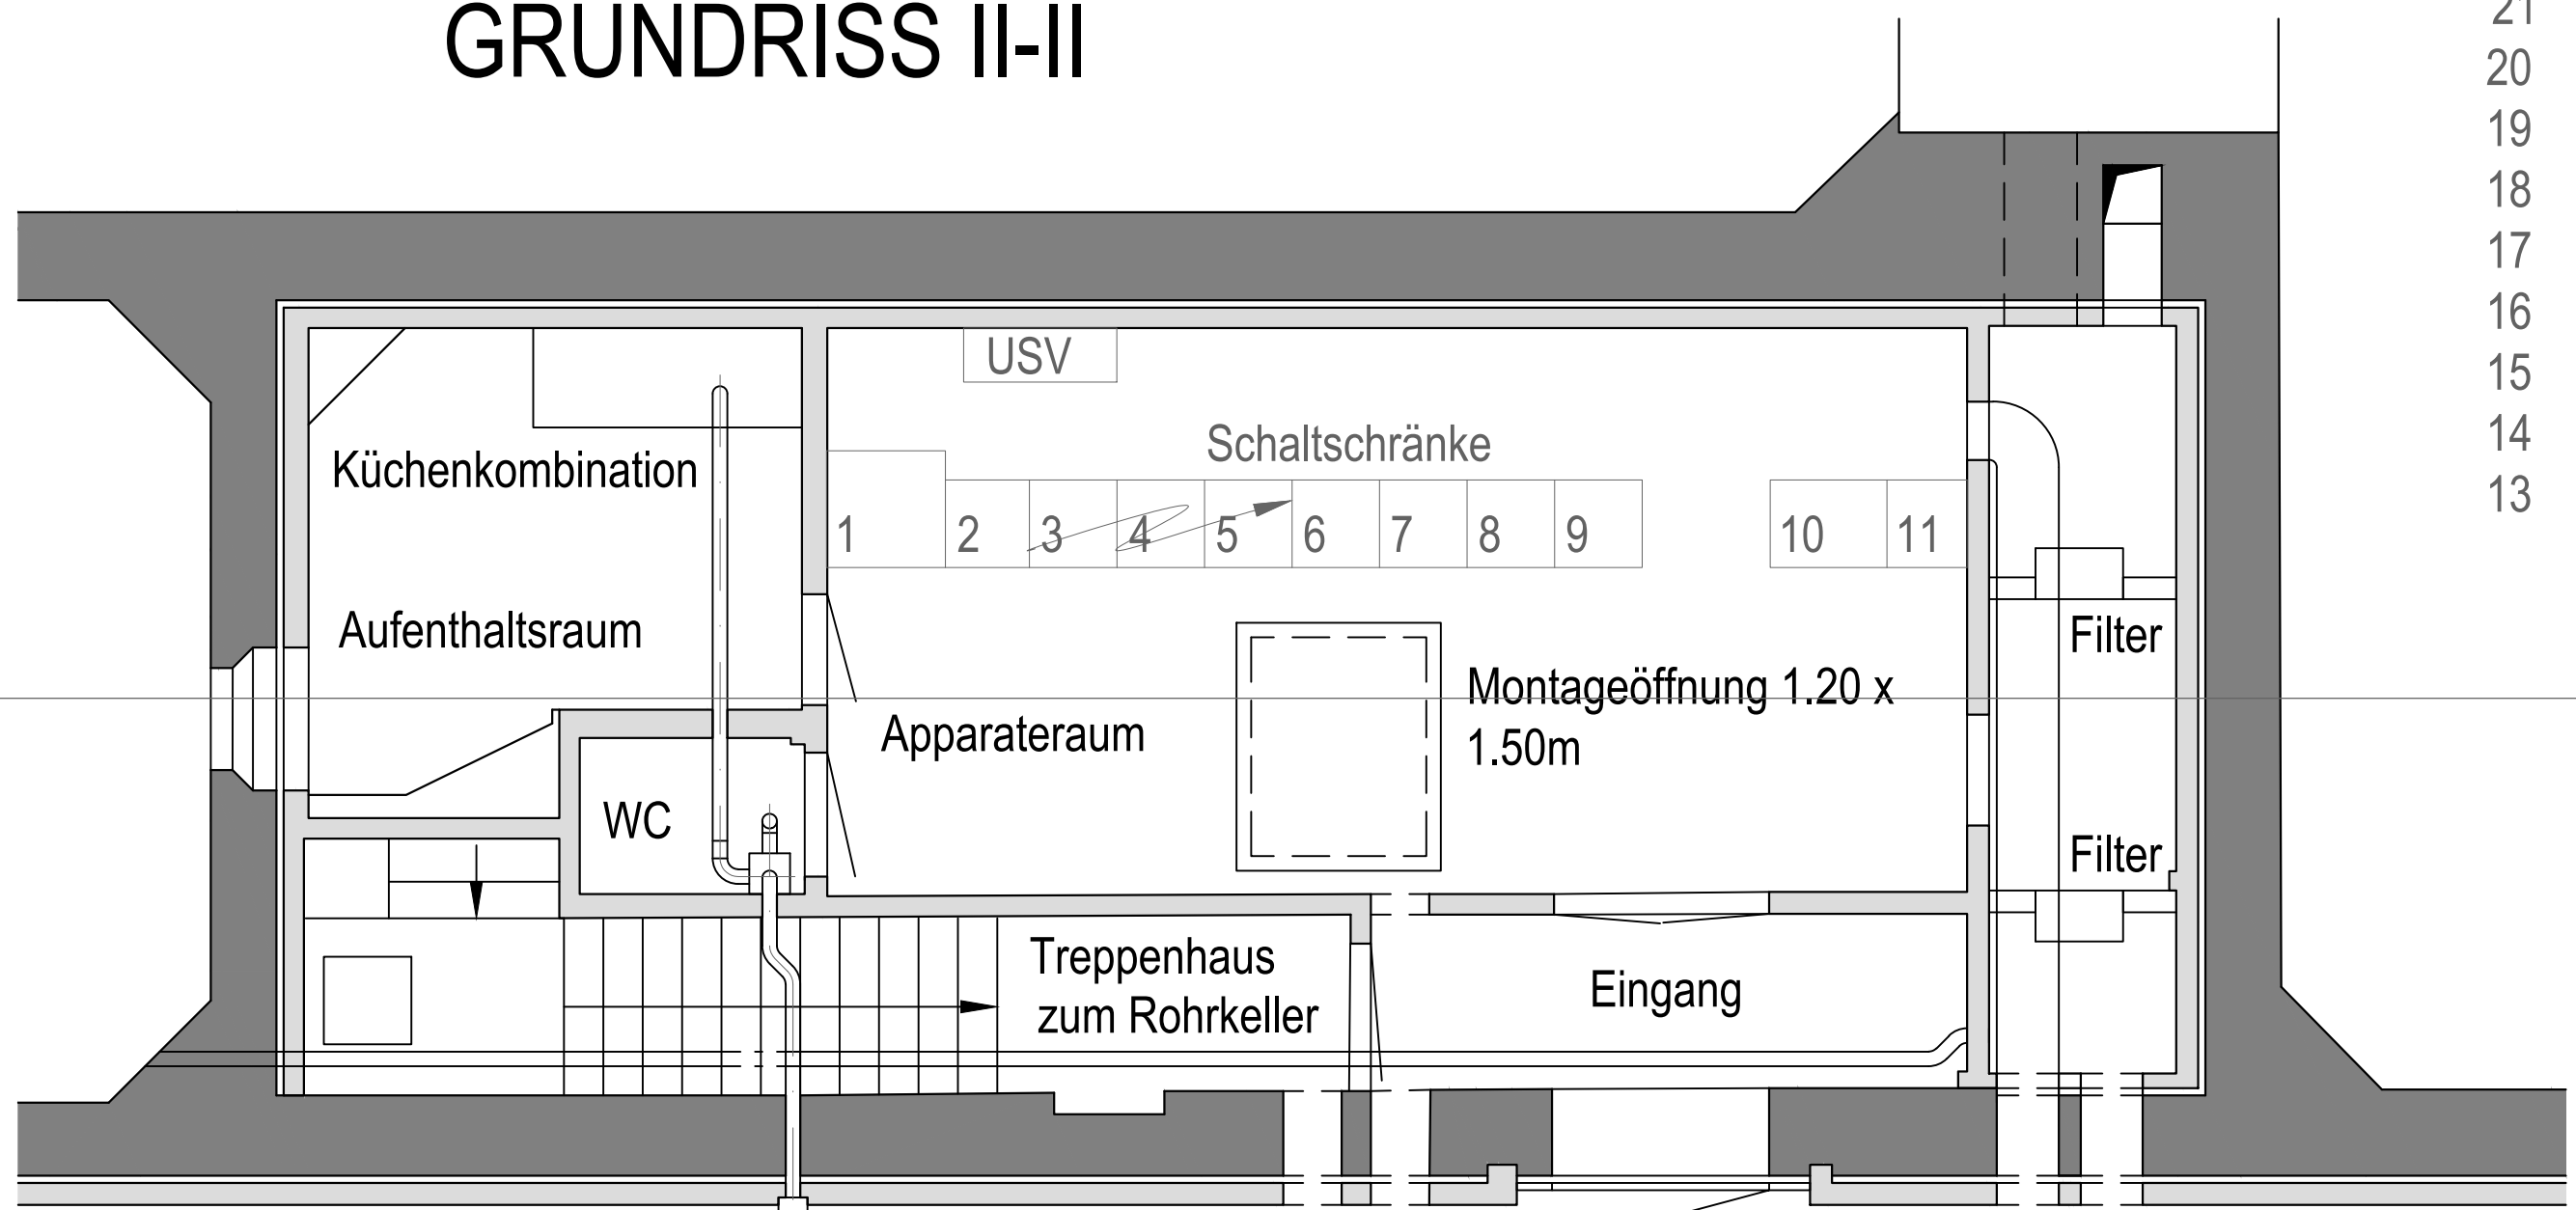 GRUNDRISS II-II
21
20
19
18
17
16
15
14
13
USV
Schaltschränke
Küchenkombination
1 2 3 4 5 6 7 8 9 10 11
Aufenthaltsraum
Filter
Montageöffnung 1.20 x
1.50m
Apparateraum
WC
Filter
Treppenhaus
zum Rohrkeller
Eingang